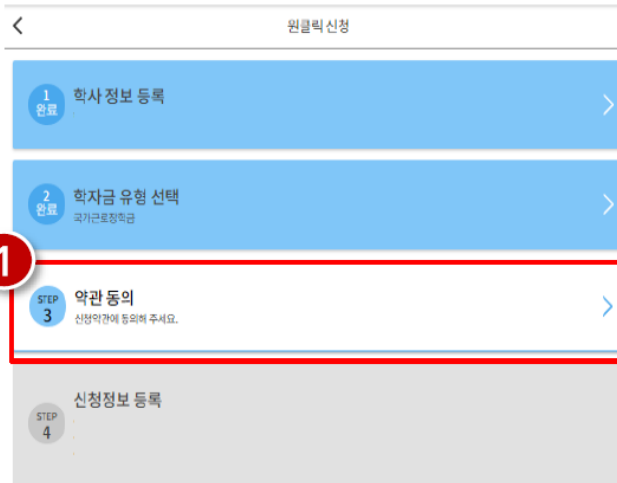 원클릭 신청
1
완료
학사 정보 등록
2
완료
학자금 유형 선택
국가근로장학금
1
STEP
3
약관 동의
신청약관에 동의해 주세요.
STEP
4
신청정보 등록